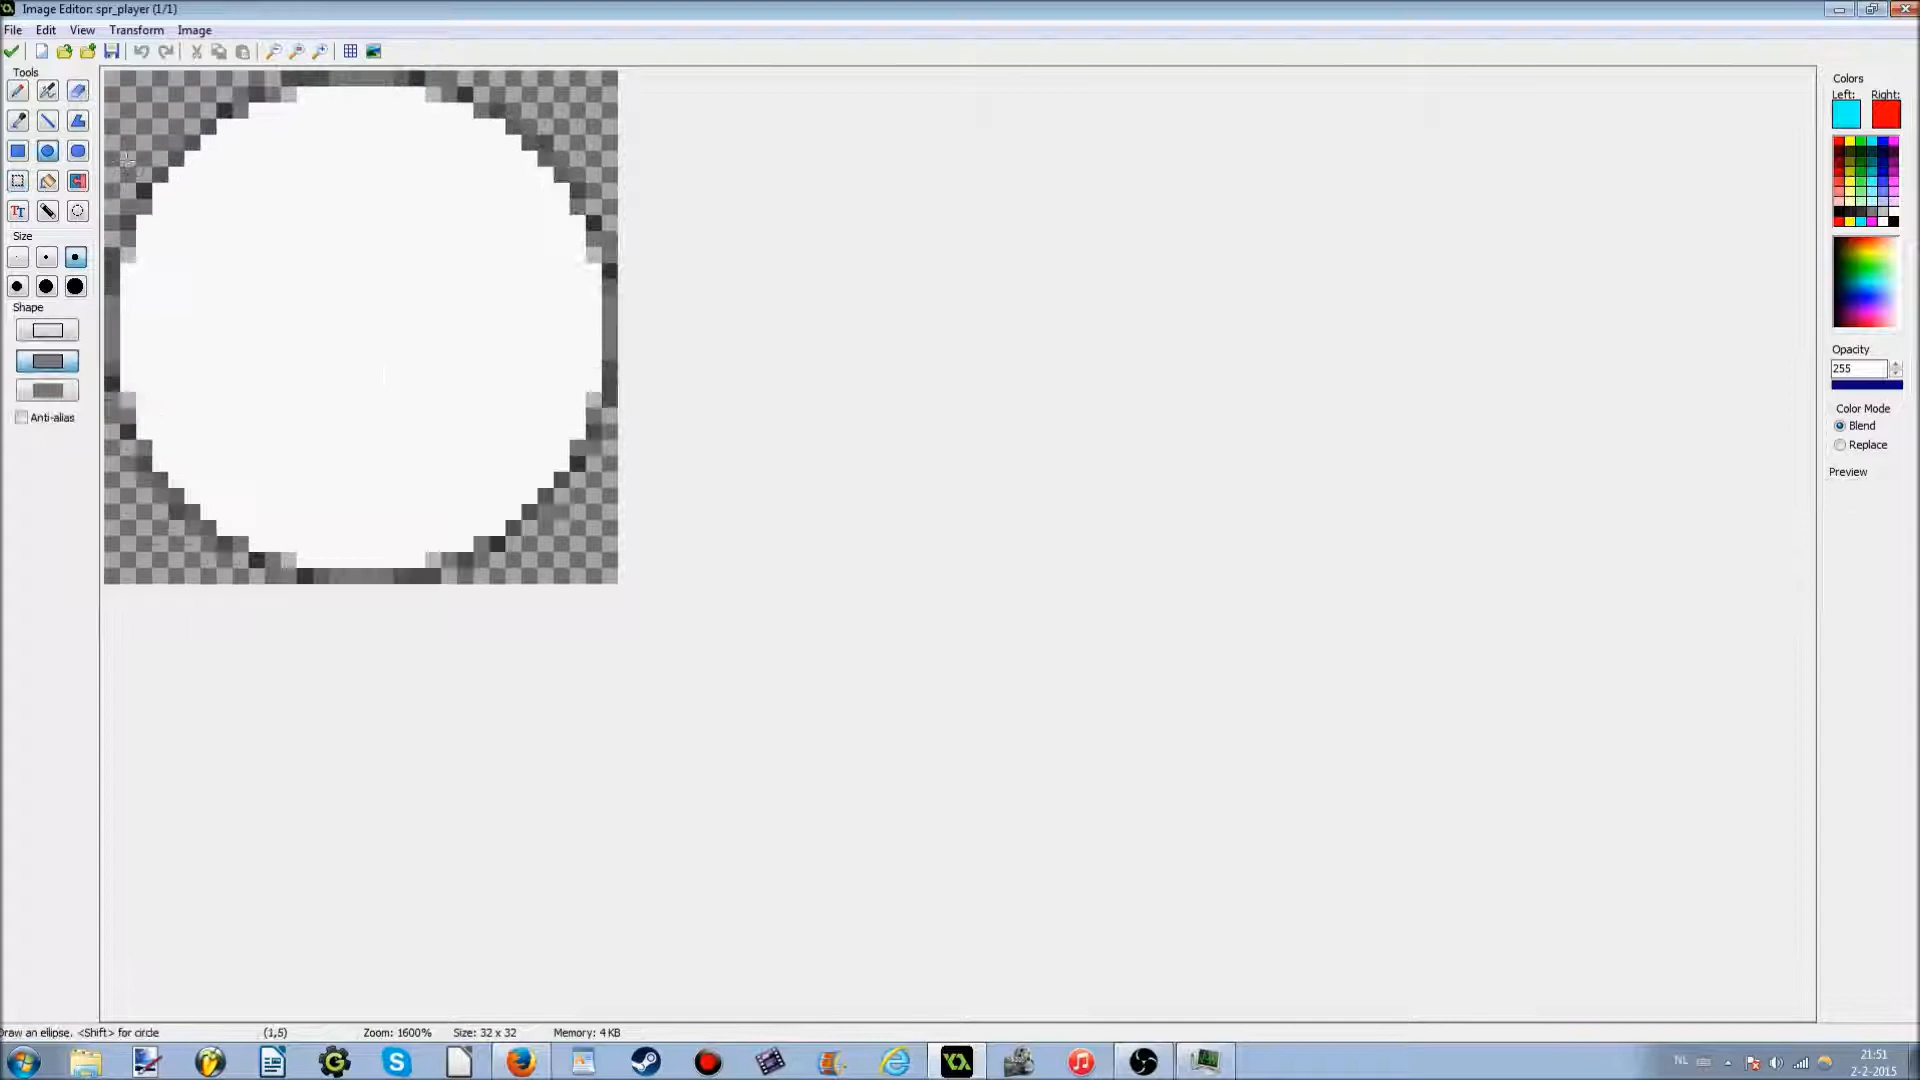 Image Editor: spr_player (1/1)
File Edit View Transform Image
Tools
Colors
Left: Right:
TT
Size
Shape
Anti-alias
Opacity
255
Color Mode
Blend
Replace
Preview
Draw an ellipse. <Shift> for circle (1,5) Zoom: 1600% Size: 32 x 32 Memory: 4 KB
NL
21:51
2-2-2015